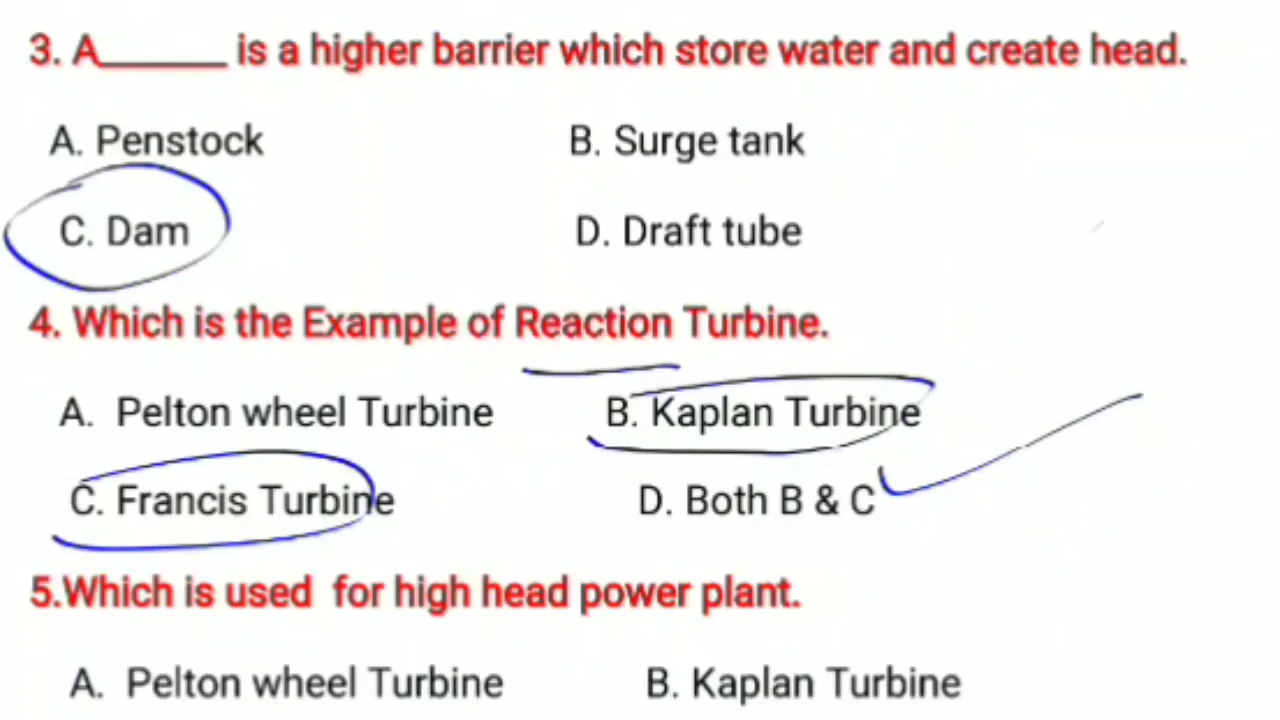 3. A______ is a higher barrier which store water and create head.
A. Penstock B. Surge tank
C. Dam D. Draft tube
4. Which is the Example of Reaction Turbine.
A. Pelton wheel Turbine B. Kaplan Turbine
C. Francis Turbine D. Both B & C
5.Which is used for high head power plant.
A. Pelton wheel Turbine B. Kaplan Turbine